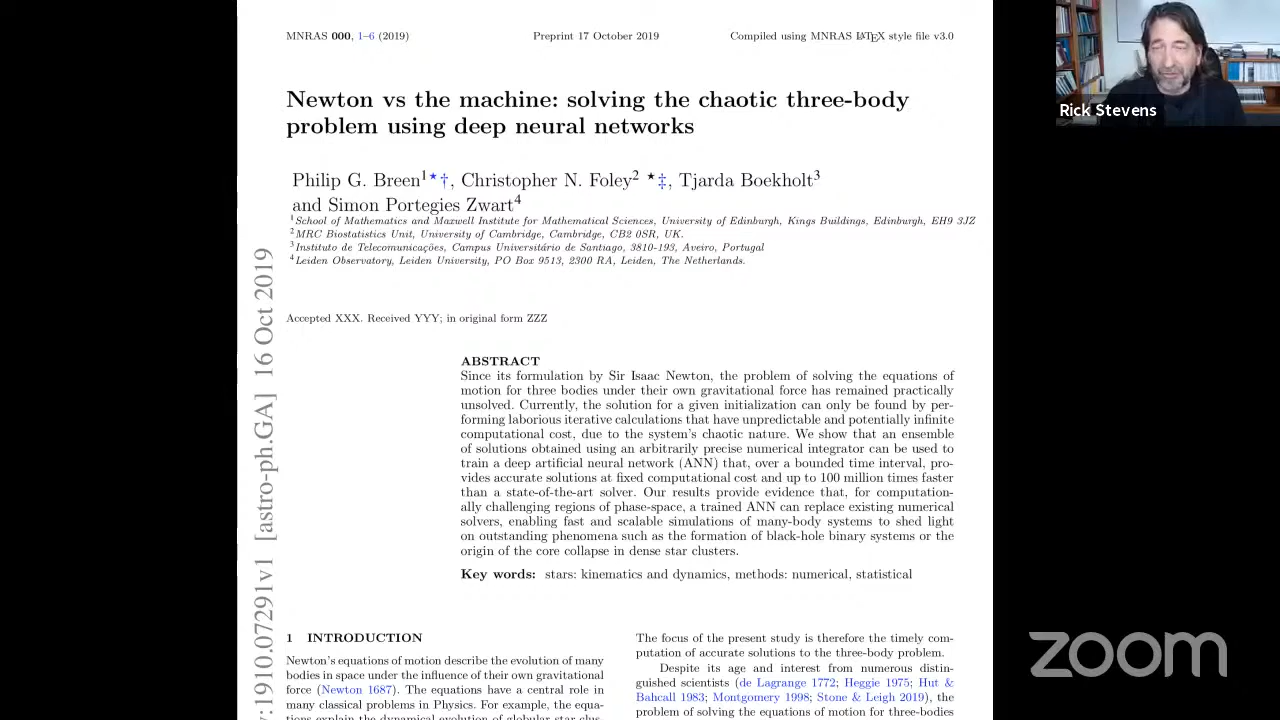 MNRAS 000, 1–6 (2019) Preprint 17 October 2019 Compiled using MNRAS LATEX style file v3.0
Newton vs the machine: solving the chaotic three-body
problem using deep neural networks
Philip G. Breen1⋆†, Christopher N. Foley2 ⋆‡, Tjarda Boekholt3
and Simon Portegies Zwart4
1School of Mathematics and Maxwell Institute for Mathematical Sciences, University of Edinburgh, Kings Buildings, Edinburgh, EH9 3JZ
2MRC Biostatistics Unit, University of Cambridge, Cambridge, CB2 0SR, UK.
3Instituto de Telecomunicações, Campus Universitário de Santiago, 3810-193, Aveiro, Portugal
4Leiden Observatory, Leiden University, PO Box 9513, 2300 RA, Leiden, The Netherlands.
Accepted XXX. Received YYY; in original form ZZZ
ABSTRACT
Since its formulation by Sir Isaac Newton, the problem of solving the equations of
motion for three bodies under their own gravitational force has remained practically
unsolved. Currently, the solution for a given initialization can only be found by per-
forming laborious iterative calculations that have unpredictable and potentially infinite
computational cost, due to the system's chaotic nature. We show that an ensemble
of solutions obtained using an arbitrarily precise numerical integrator can be used to
train a deep artificial neural network (ANN) that, over a bounded time interval, pro-
vides accurate solutions at fixed computational cost and up to 100 million times faster
than a state-of-the-art solver. Our results provide evidence that, for computation-
ally challenging regions of phase-space, a trained ANN can replace existing numerical
solvers, enabling fast and scalable simulations of many-body systems to shed light
on outstanding phenomena such as the formation of black-hole binary systems or the
origin of the core collapse in dense star clusters.
Key words: stars: kinematics and dynamics, methods: numerical, statistical
1 INTRODUCTION
Newton's equations of motion describe the evolution of many
bodies in space under the influence of their own gravitational
force (Newton 1687). The equations have a central role in
many classical problems in Physics. For example, the equa-
tions explain the dynamical evolution of globular star clus-
The focus of the present study is therefore the timely com-
putation of accurate solutions to the three-body problem.
Despite its age and interest from numerous distin-
guished scientists (de Lagrange 1772; Heggie 1975; Hut &
Bahcall 1983; Montgomery 1998; Stone & Leigh 2019), the
problem of solving the equations of motion for three-bodies
v:1910.07291v1 [astro-ph.GA] 16 Oct 2019
Rick Stevens
zoom